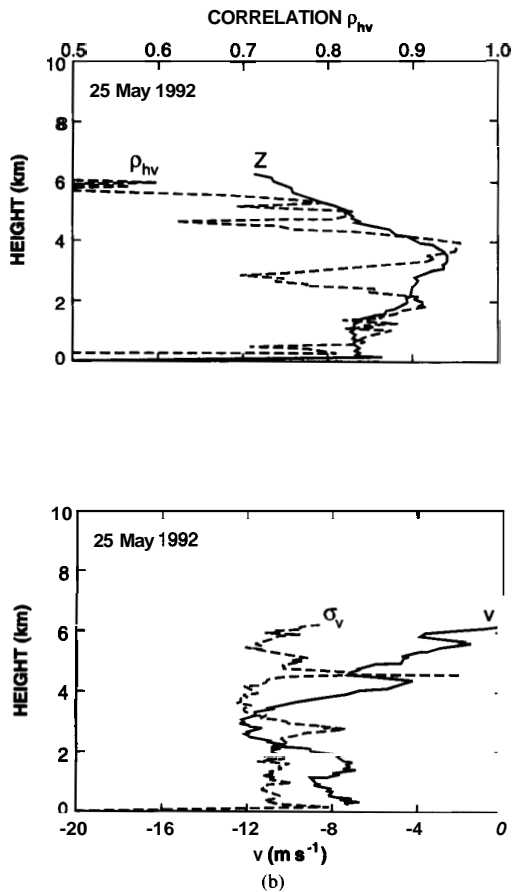 CORRELATION ρhv
0.5 0.6 0.7 0.8 0.9 1.0
10
25 May 1992
8
Z
ρhv
6
HEIGHT (km)
4
2
0
10
25 May 1992
8
σv
v
6
HEIGHT (km)
4
2
0
-20 -16 -12 -8 -4 0
v (m s⁻¹)
(b)